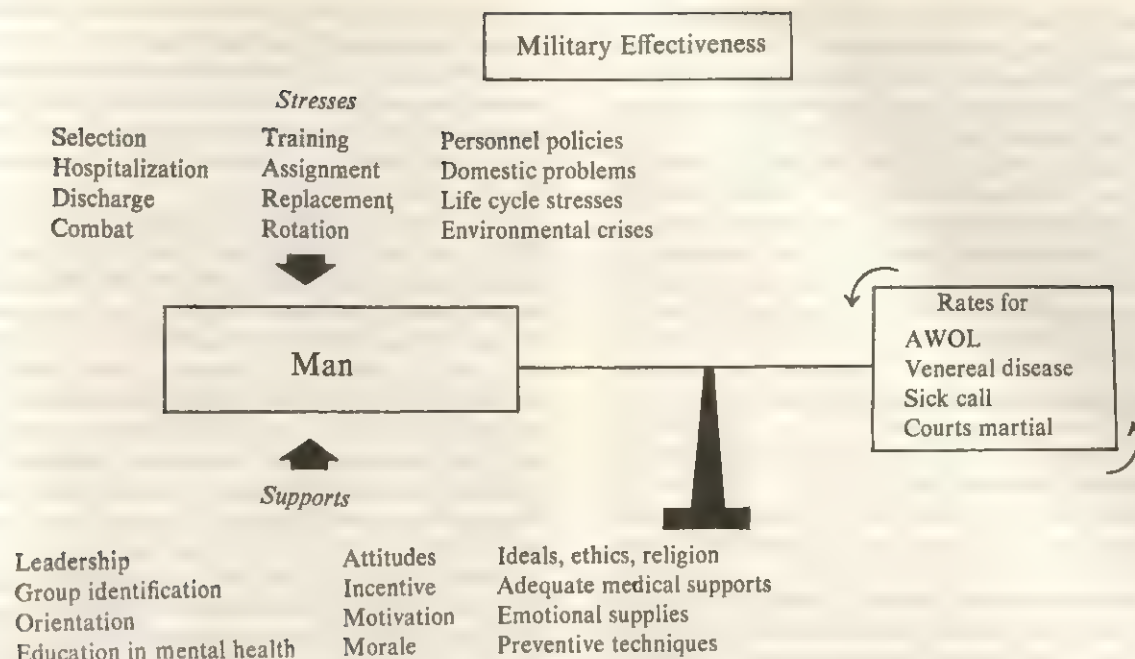 Military Effectiveness
Stresses
Selection
Hospitalization
Discharge
Combat
Training
Assignment
Replacement
Rotation
Personnel policies
Domestic problems
Life cycle stresses
Environmental crises
Man
Rates for
AWOL
Venereal disease
Sick call
Courts martial
Supports
Leadership
Group identification
Orientation
Education in mental health
Attitudes
Incentive
Motivation
Morale
Ideals, ethics, religion
Adequate medical supports
Emotional supplies
Preventive techniques